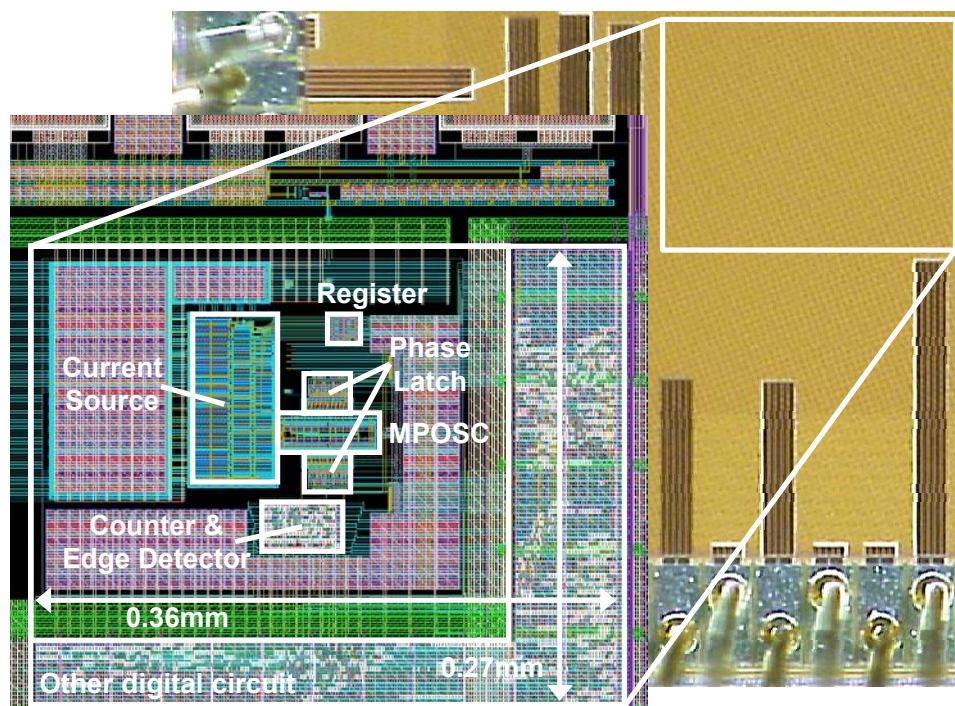 Register
Phase
Latch
Current
Source
MPOSC
Counter &
Edge Detector
0.36mm
0.27mm
Other digital circuit